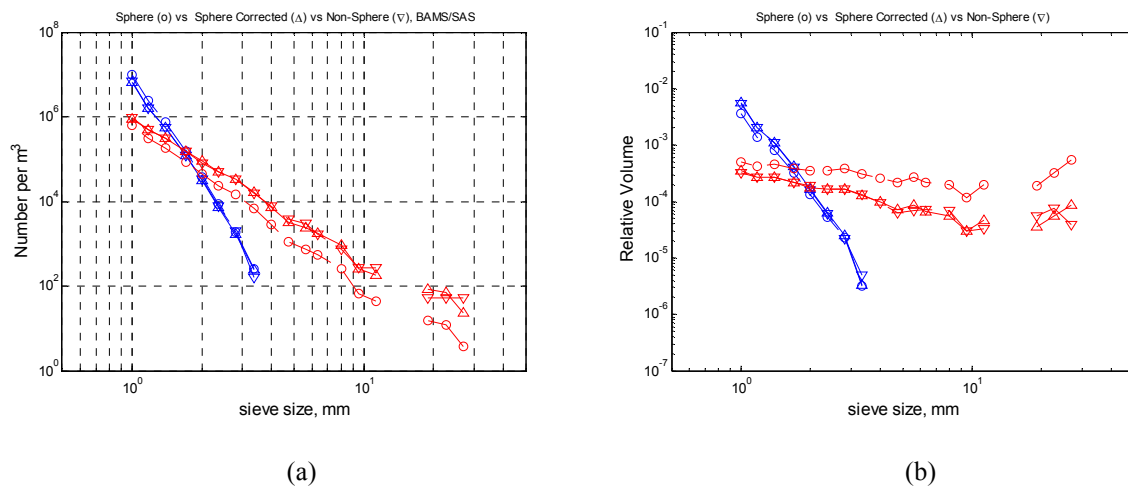 Sphere (o) vs Sphere Corrected (Δ) vs Non-Sphere (∇), BAMS/SAS
10^8
10^6
10^4
10^2
10^0
Number per m^3
10^0
10^1
sieve size, mm
(a)
Sphere (o) vs Sphere Corrected (Δ) vs Non-Sphere (∇)
10^-1
10^-2
10^-3
10^-4
10^-5
10^-6
10^-7
Relative Volume
10^0
10^1
sieve size, mm
(b)